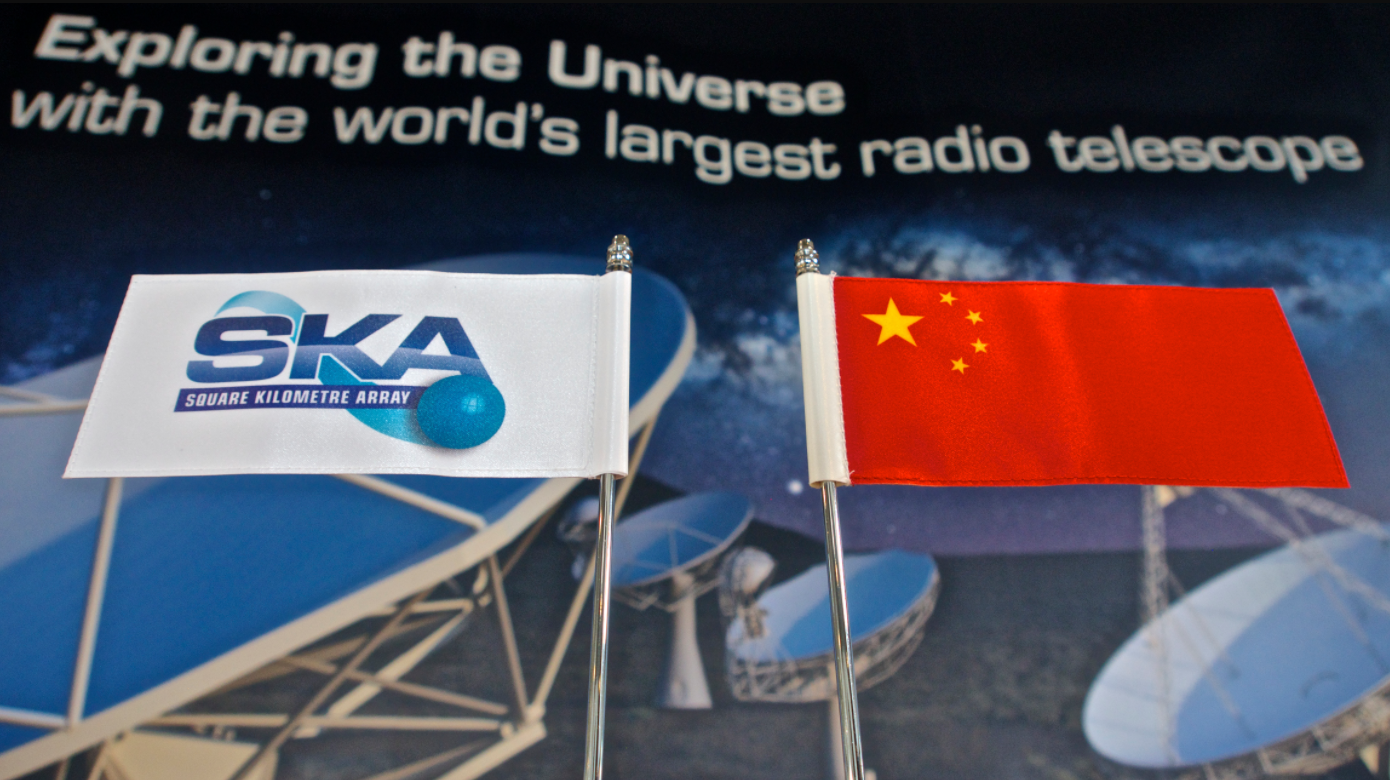 Exploring the Universe
with the world's largest radio telescope
SKA
SQUARE KILOMETRE ARRAY